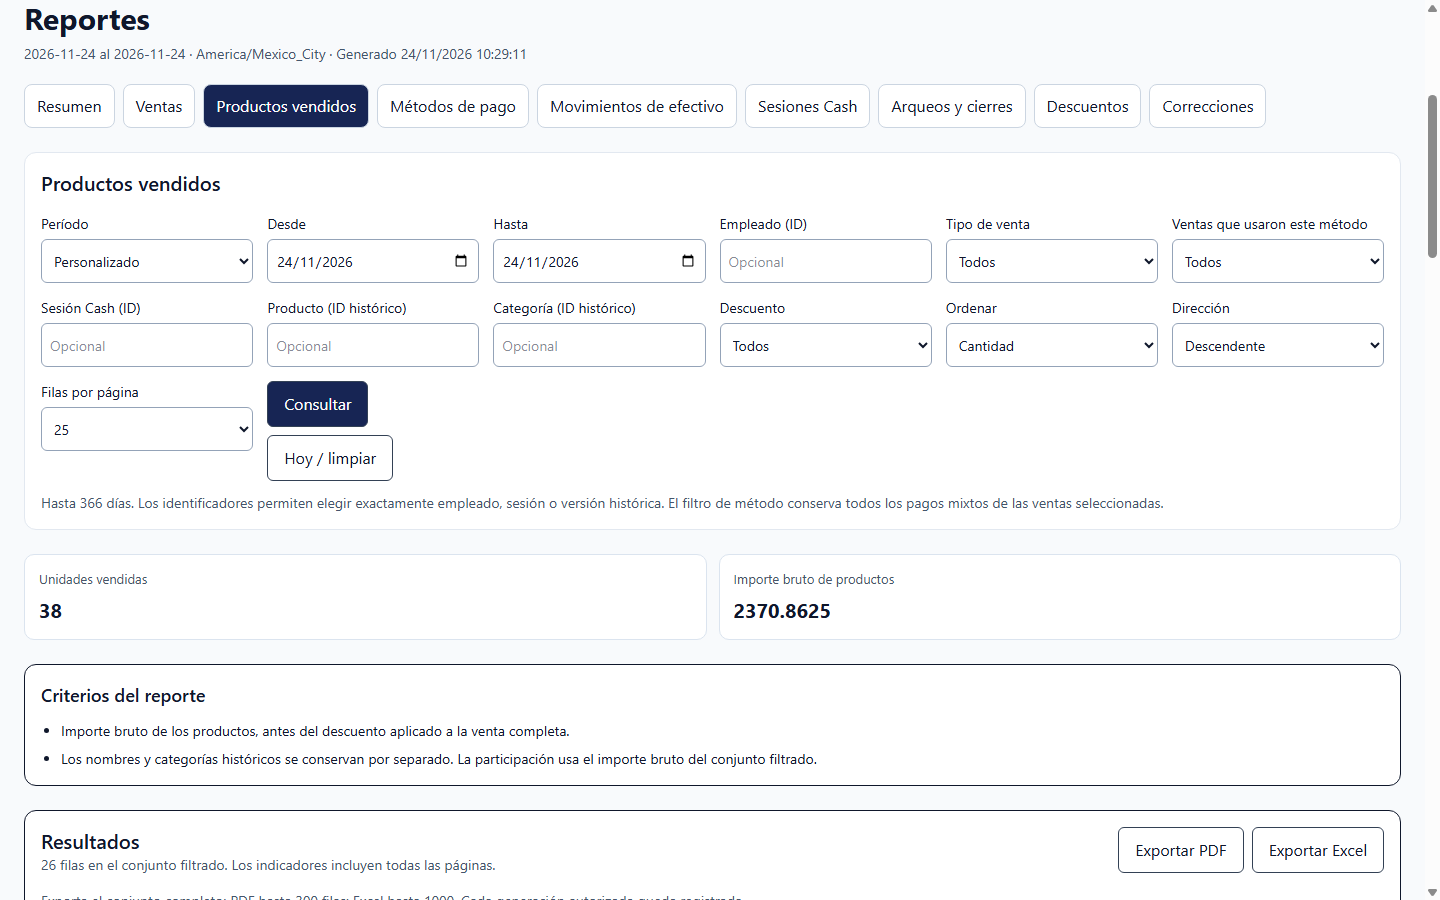 Reportes
2026-11-24 al 2026-11-24 · America/Mexico_City · Generado 24/11/2026 10:29:11
Resumen Ventas Productos vendidos Métodos de pago Movimientos de efectivo Sesiones Cash Arqueos y cierres Descuentos Correcciones
Productos vendidos
Período Desde Hasta Empleado (ID) Tipo de venta Ventas que usaron este método
Personalizado 24/11/2026 24/11/2026 Opcional Todos Todos
Sesión Cash (ID) Producto (ID histórico) Categoría (ID histórico) Descuento Ordenar Dirección
Opcional Opcional Opcional Todos Cantidad Descendente
Filas por página
25
Consultar
Hoy / limpiar
Hasta 366 días. Los identificadores permiten elegir exactamente empleado, sesión o versión histórica. El filtro de método conserva todos los pagos mixtos de las ventas seleccionadas.
Unidades vendidas
38
Importe bruto de productos
2370.8625
Criterios del reporte
• Importe bruto de los productos, antes del descuento aplicado a la venta completa.
• Los nombres y categorías históricos se conservan por separado. La participación usa el importe bruto del conjunto filtrado.
Resultados
26 filas en el conjunto filtrado. Los indicadores incluyen todas las páginas.
Exportar PDF Exportar Excel